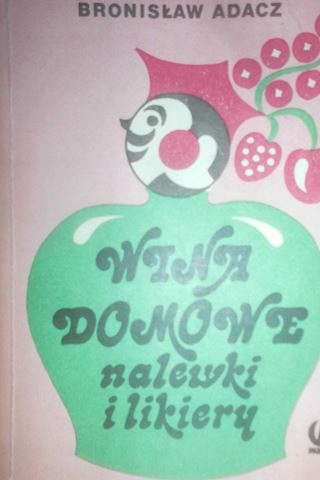 BRONISŁAW ADACZ
WINA
DOMOWE
nalewki
i likiery